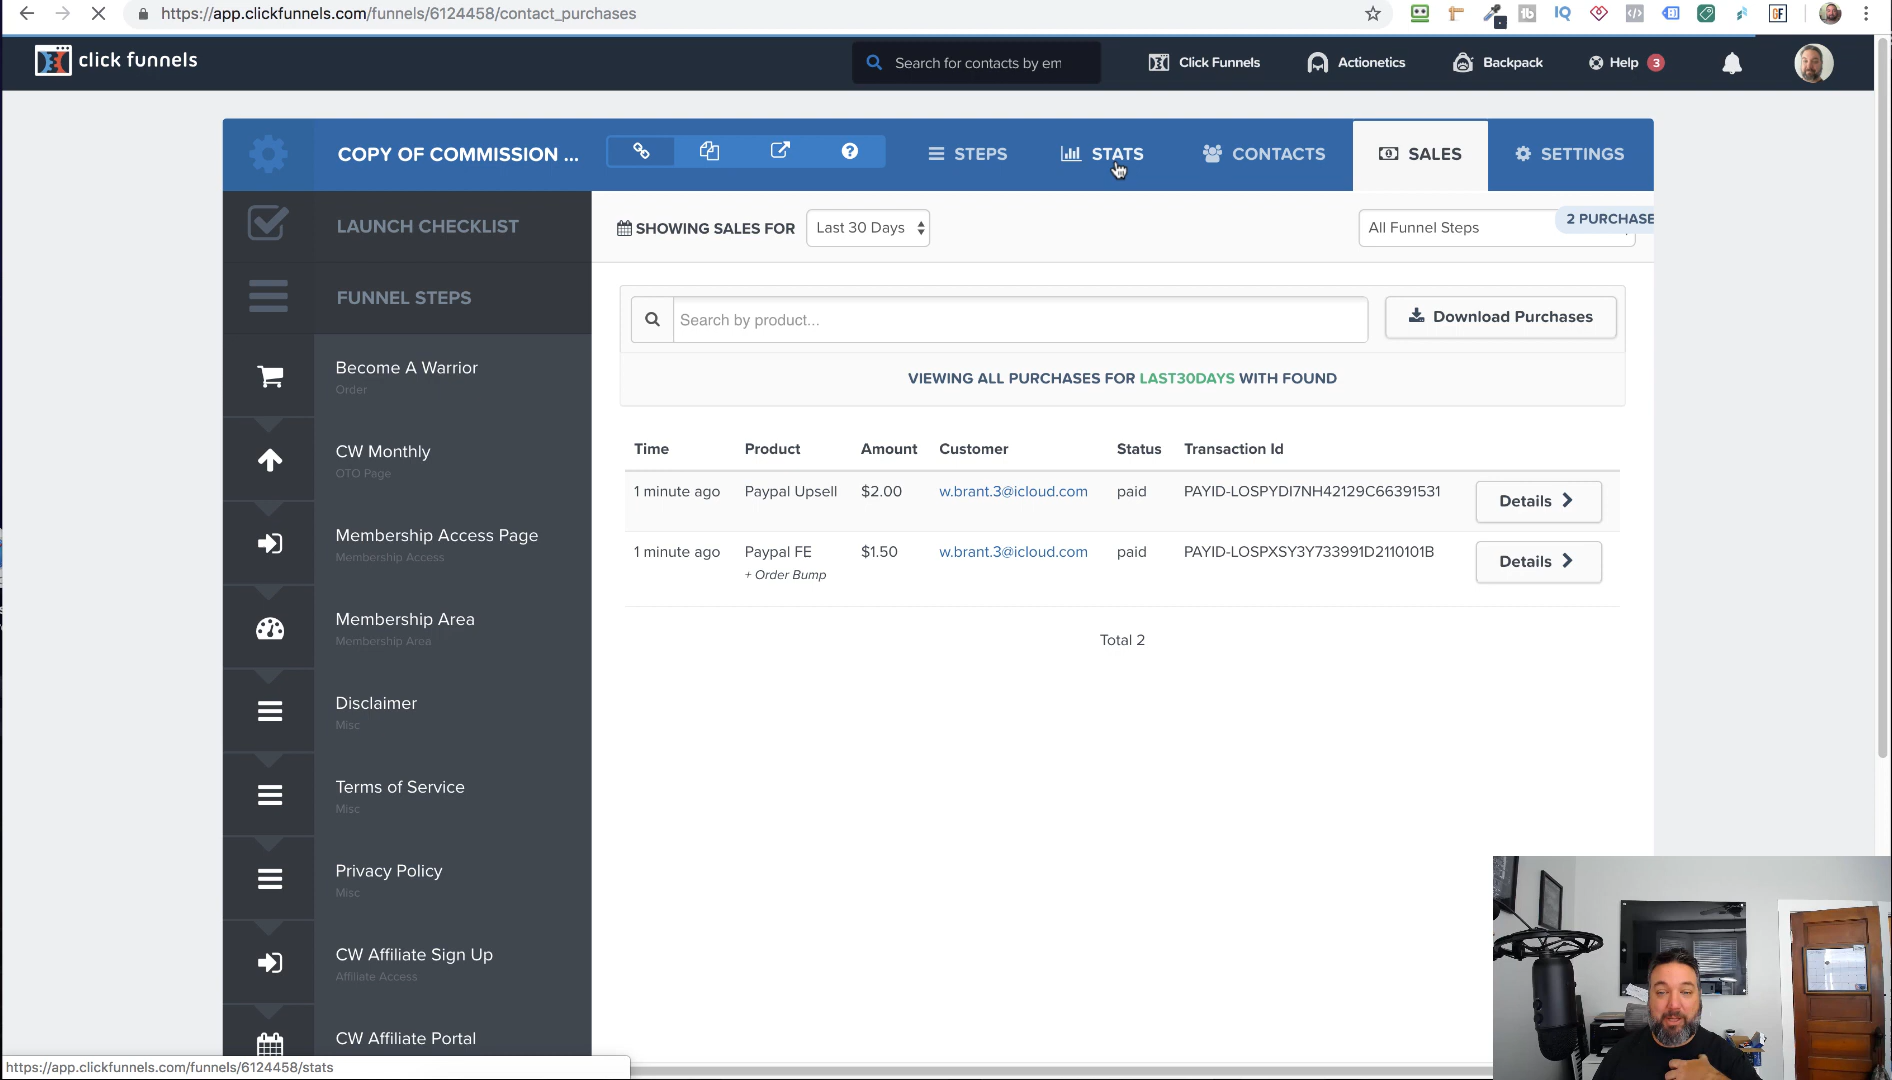 https://app.clickfunnels.com/funnels/6124458/contact_purchases
click funnels
Search for contacts by em
Click Funnels
Actionetics
Backpack
Help 3
COPY OF COMMISSION ...
STEPS
STATS
CONTACTS
SALES
SETTINGS
LAUNCH CHECKLIST
FUNNEL STEPS
Become A Warrior
Order
CW Monthly
OTO Page
Membership Access Page
Membership Access
Membership Area
Membership Area
Disclaimer
Misc
Terms of Service
Misc
Privacy Policy
Misc
CW Affiliate Sign Up
Affiliate Access
CW Affiliate Portal
SHOWING SALES FOR
Last 30 Days
All Funnel Steps
2 PURCHASE
Search by product...
Download Purchases
VIEWING ALL PURCHASES FOR LAST30DAYS WITH FOUND
Time Product Amount Customer Status Transaction Id
1 minute ago Paypal Upsell $2.00 w.brant.3@icloud.com paid PAYID-LOSPYDI7NH42129C66391531 Details
1 minute ago Paypal FE $1.50 w.brant.3@icloud.com paid PAYID-LOSPXSY3Y733991D2110101B Details
+ Order Bump
Total 2
https://app.clickfunnels.com/funnels/6124458/stats